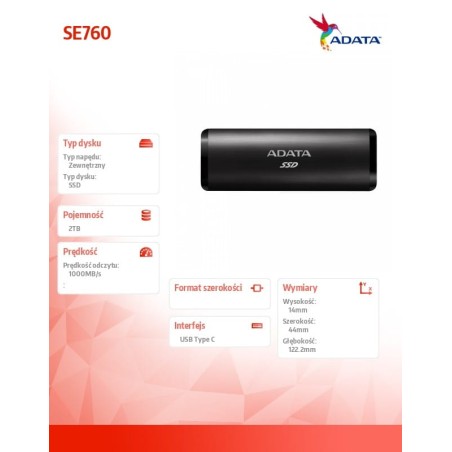 SE760
ADATA
ADATA
SSD
Typ dysku
Typ napędu:
Zewnętrzny
Typ dysku:
SSD
Pojemność
2TB
Prędkość
Prędkość odczytu:
1000MB/s
:
Format szerokości
Interfejs
USB Type C
Wymiary
Wysokość:
14mm
Szerokość:
44mm
Głębokość:
122.2mm